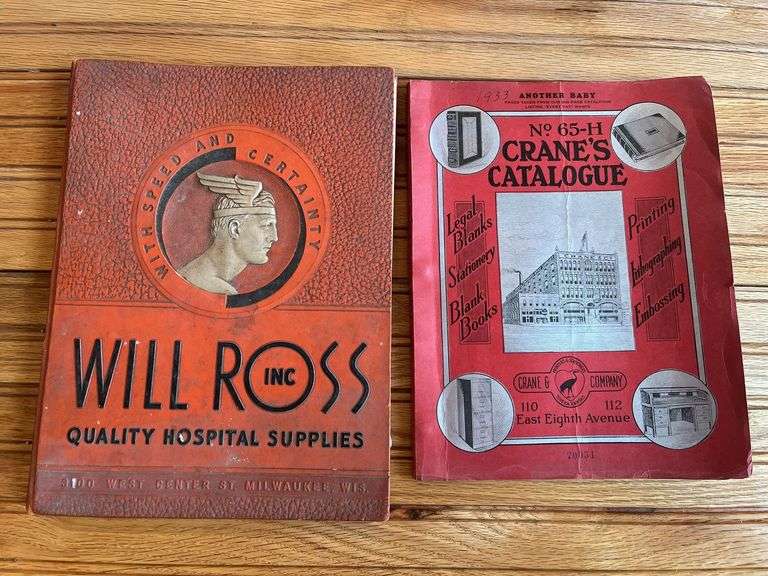 WITH SPEED AND CERTAINTY
WILL ROSS
INC
QUALITY HOSPITAL SUPPLIES
3100 WEST CENTER ST MILWAUKEE, WIS.
1933 ANOTHER BABY
No 65-H
CRANE'S
CATALOGUE
Legal
Blanks
Stationery
Blank
Books
Printing
Lithographing
Embossing
CRANE & COMPANY
110 112
East Eighth Avenue